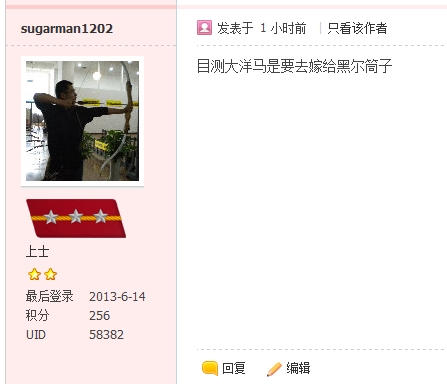 sugarman1202
发表于 1 小时前 | 只看该作者
目测大洋马是要去嫁给黑尔筒子
上士
最后登录 2013-6-14
积分 256
UID 58382
回复 编辑